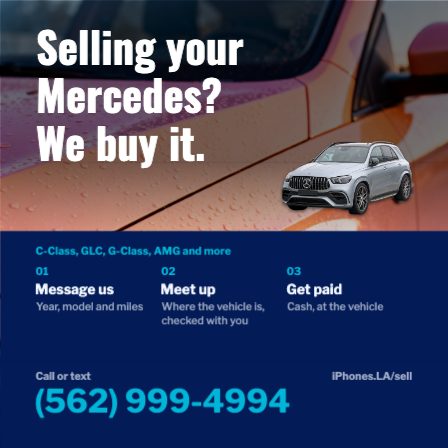 Selling your
Mercedes?
We buy it.
C-Class, GLC, G-Class, AMG and more
01
Message us
Year, model and miles
02
Meet up
Where the vehicle is,
checked with you
03
Get paid
Cash, at the vehicle
Call or text
(562) 999-4994
iPhones.LA/sell